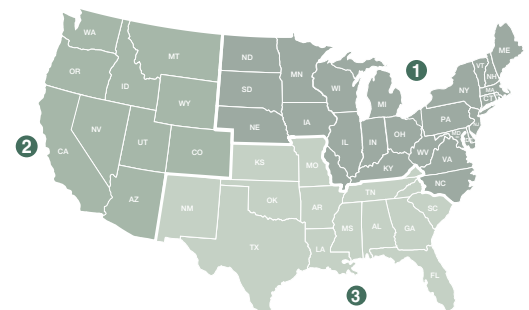 WA
OR
CA
NV
ID
MT
WY
UT
CO
AZ
ND
SD
NE
MN
IA
WI
IL
IN
MI
OH
KY
WV
VA
NC
PA
NY
VT
NH
ME
MA
CT
MD
KS
MO
NM
OK
TX
AR
LA
TN
MS
AL
GA
SC
FL
1
2
3